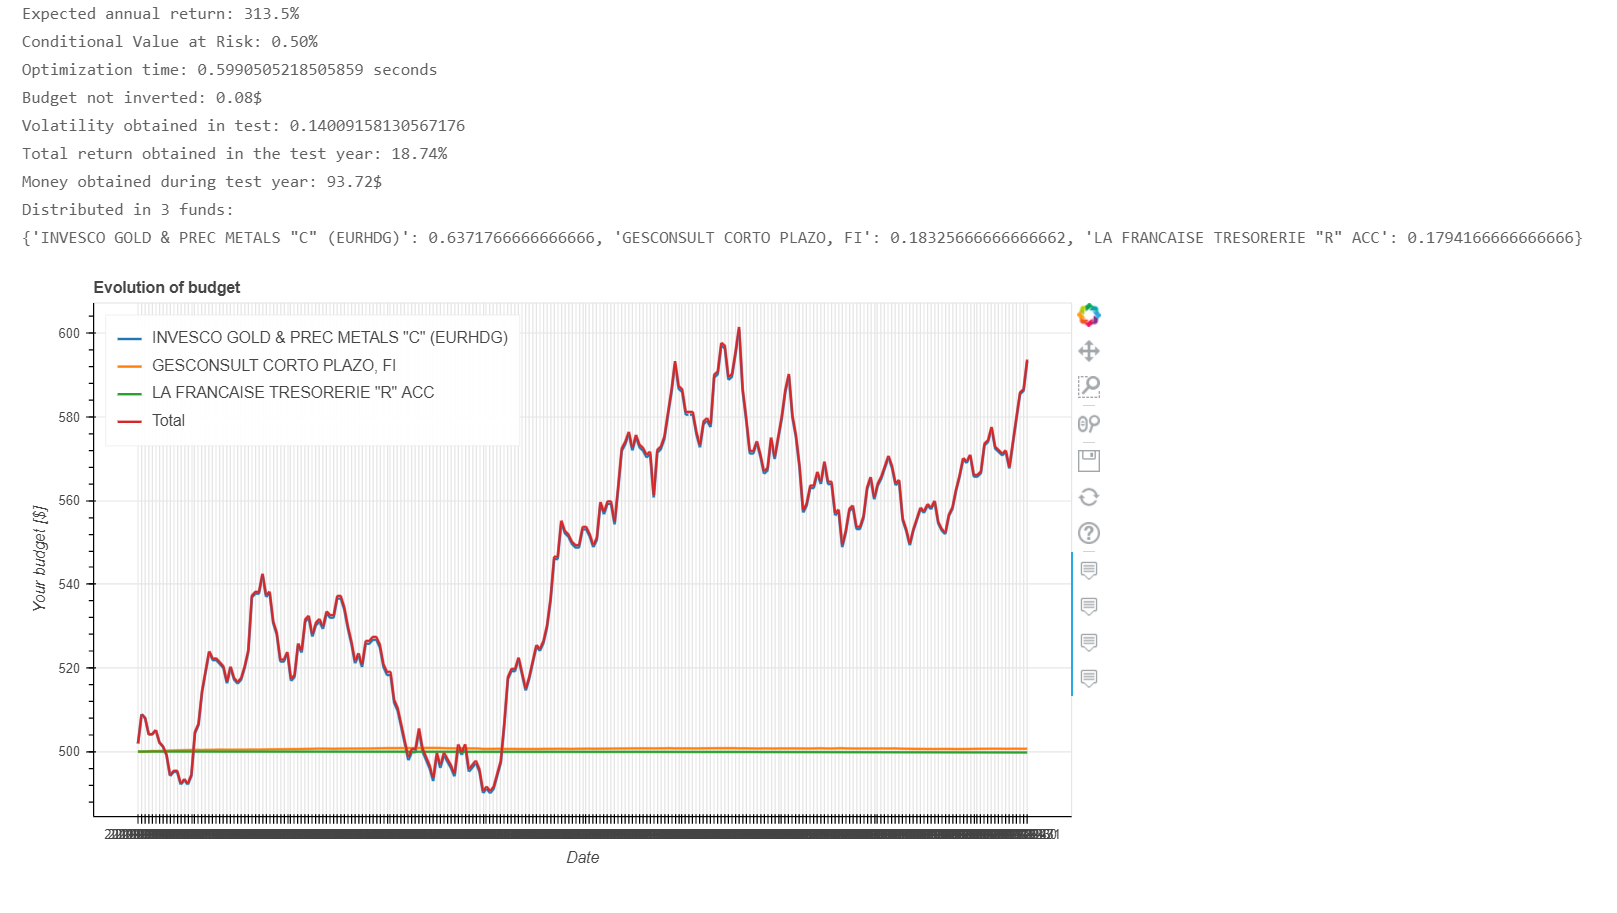 Expected annual return: 313.5%
Conditional Value at Risk: 0.50%
Optimization time: 0.5990505218505859 seconds
Budget not inverted: 0.08$
Volatility obtained in test: 0.14009158130567176
Total return obtained in the test year: 18.74%
Money obtained during test year: 93.72$
Distributed in 3 funds:
{'INVESCO GOLD & PREC METALS "C" (EURHDG)': 0.6371766666666666, 'GESCONSULT CORTO PLAZO, FI': 0.18325666666666662, 'LA FRANCAISE TRESORERIE "R" ACC': 0.1794166666666666}
Evolution of budget
INVESCO GOLD & PREC METALS "C" (EURHDG)
GESCONSULT CORTO PLAZO, FI
LA FRANCAISE TRESORERIE "R" ACC
Total
600
580
560
540
520
500
Your budget [$]
Date